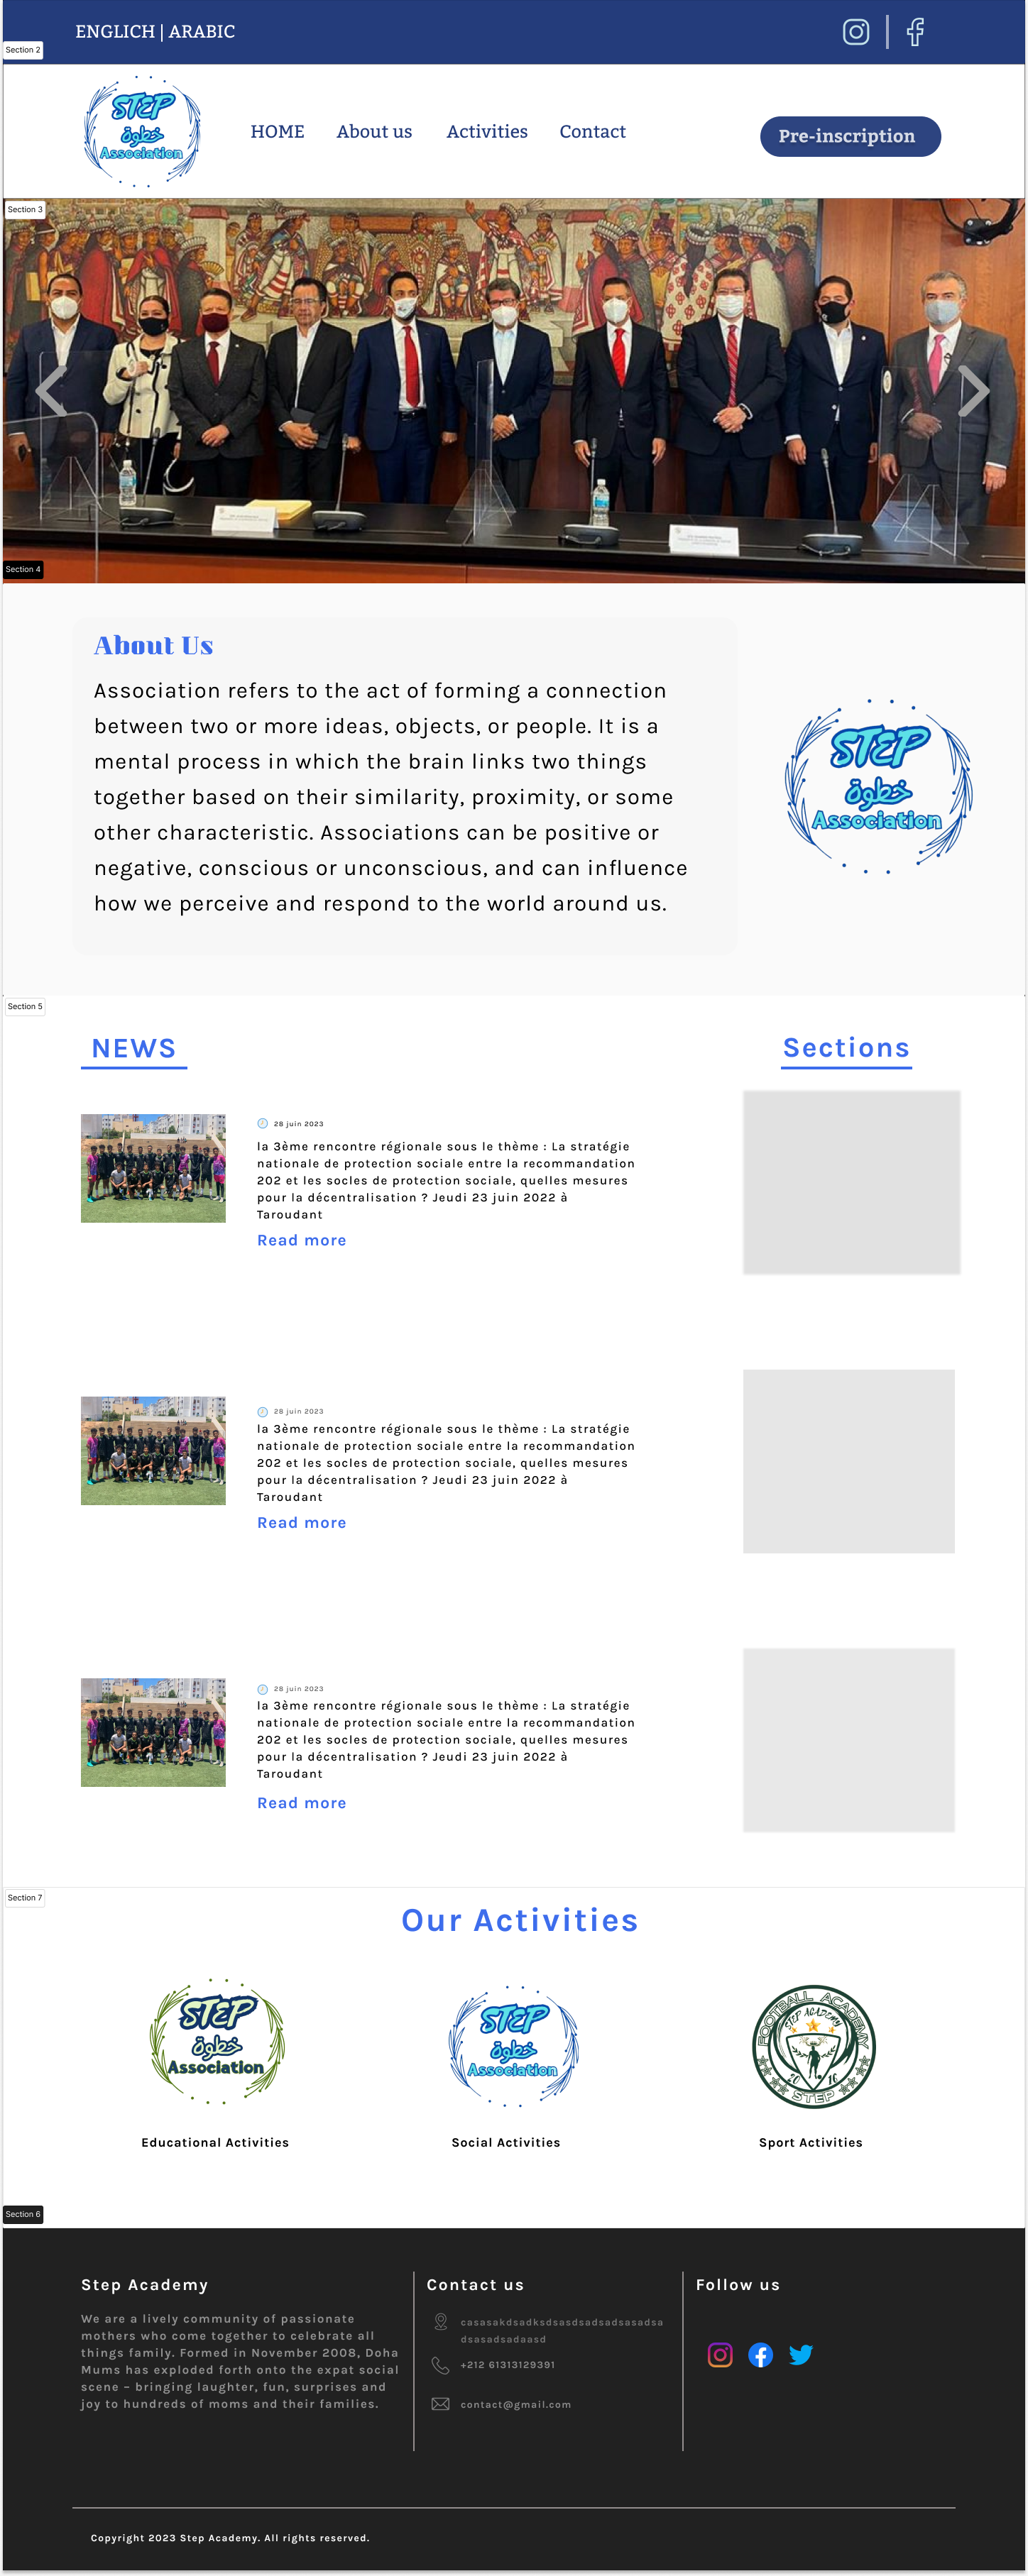 ENGLICH | ARABIC
Section 2
STEP
خطوة
Association
HOME
About us
Activities
Contact
Pre-inscription
Section 3
Section 4
About Us
Association refers to the act of forming a connection
between two or more ideas, objects, or people. It is a
mental process in which the brain links two things
together based on their similarity, proximity, or some
other characteristic. Associations can be positive or
negative, conscious or unconscious, and can influence
how we perceive and respond to the world around us.
STEP
خطوة
Association
Section 5
NEWS
Sections
28 juin 2023
la 3ème rencontre régionale sous le thème : La stratégie
nationale de protection sociale entre la recommandation
202 et les socles de protection sociale, quelles mesures
pour la décentralisation ? Jeudi 23 juin 2022 à
Taroudant
Read more
28 juin 2023
la 3ème rencontre régionale sous le thème : La stratégie
nationale de protection sociale entre la recommandation
202 et les socles de protection sociale, quelles mesures
pour la décentralisation ? Jeudi 23 juin 2022 à
Taroudant
Read more
28 juin 2023
la 3ème rencontre régionale sous le thème : La stratégie
nationale de protection sociale entre la recommandation
202 et les socles de protection sociale, quelles mesures
pour la décentralisation ? Jeudi 23 juin 2022 à
Taroudant
Read more
Section 7
Our Activities
STEP
خطوة
Association
STEP
خطوة
Association
FOOTBALL ACADEMY
STEP ACADEMY
2016
STEP
Educational Activities
Social Activities
Sport Activities
Section 6
Step Academy
We are a lively community of passionate
mothers who come together to celebrate all
things family. Formed in November 2008, Doha
Mums has exploded forth onto the expat social
scene – bringing laughter, fun, surprises and
joy to hundreds of moms and their families.
Contact us
casasakdsadksdsasdsadsadsasadsa
dsasadsadaasd
+212 61313129391
contact@gmail.com
Follow us
Copyright 2023 Step Academy. All rights reserved.